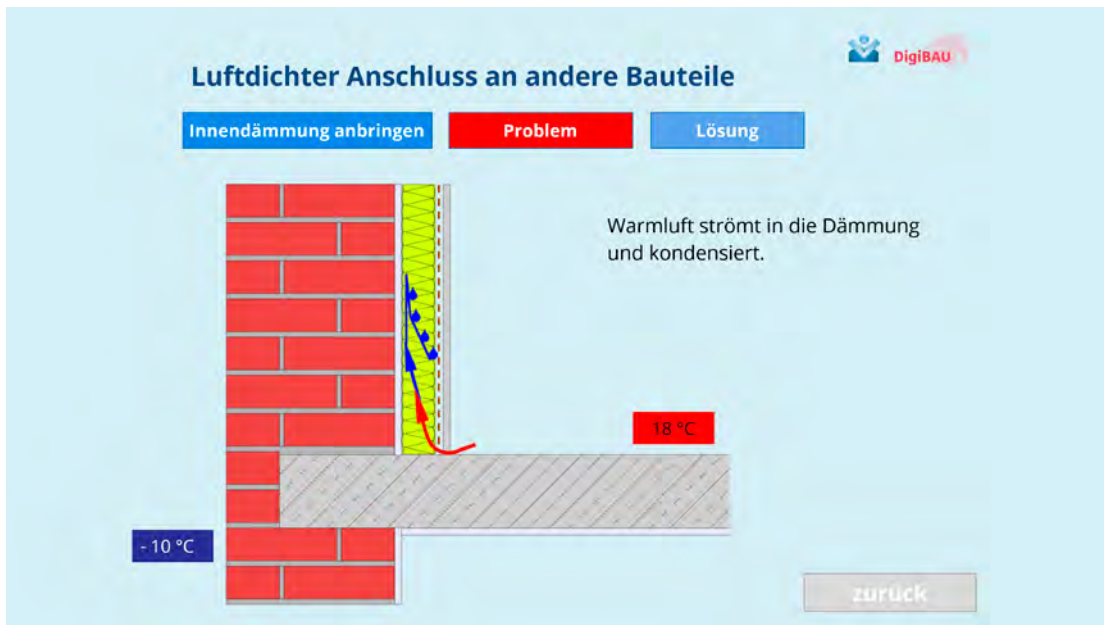 DigiBAU
Luftdichter Anschluss an andere Bauteile
Innendämmung anbringen
Problem
Lösung
Warmluft strömt in die Dämmung
und kondensiert.
18 °C
- 10 °C
zurück